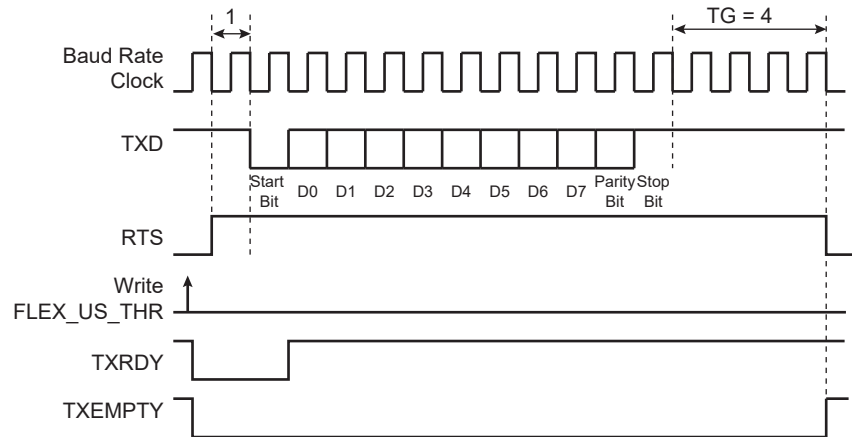 1
TG = 4
Baud Rate
Clock
TXD
Start
Bit
D0
D1
D2
D3
D4
D5
D6
D7
Parity
Bit
Stop
Bit
RTS
Write
FLEX_US_THR
TXRDY
TXEMPTY